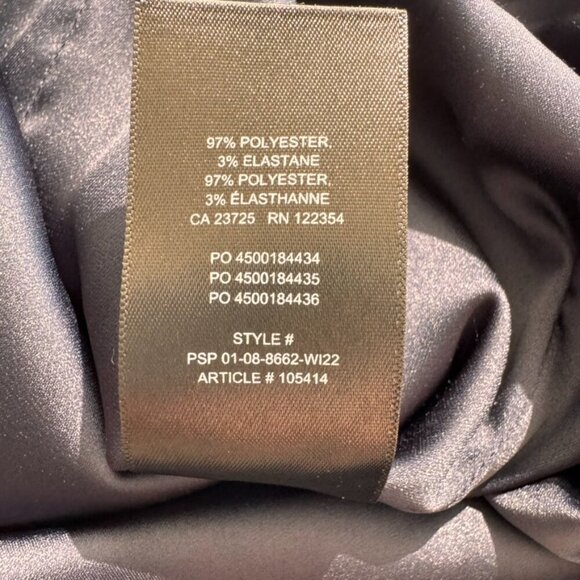 97% POLYESTER,
3% ELASTANE
97% POLYESTER,
3% ÉLASTHANNE
CA 23725 RN 122354
PO 4500184434
PO 4500184435
PO 4500184436
STYLE #
PSP 01-08-8662-WI22
ARTICLE # 105414